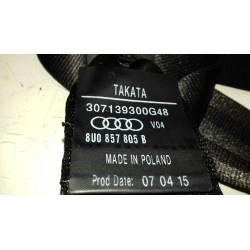 TAKATA
307139300G48
V04
8U0 857 805 B
MADE IN POLAND
Prod Date: 07 04 15